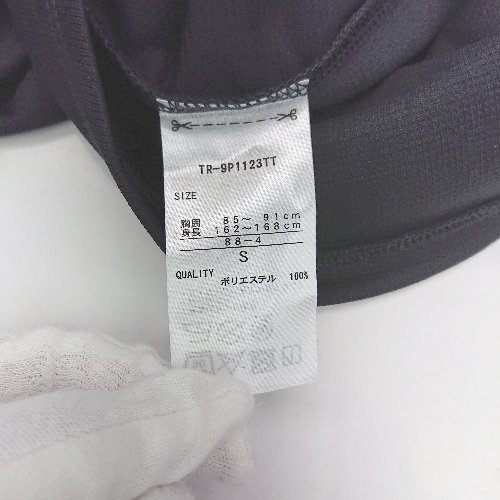 TR-9P1123TT
SIZE
胸囲 85～ 91cm
身長 162～168cm
88-4
S
QUALITY ポリエステル 100%